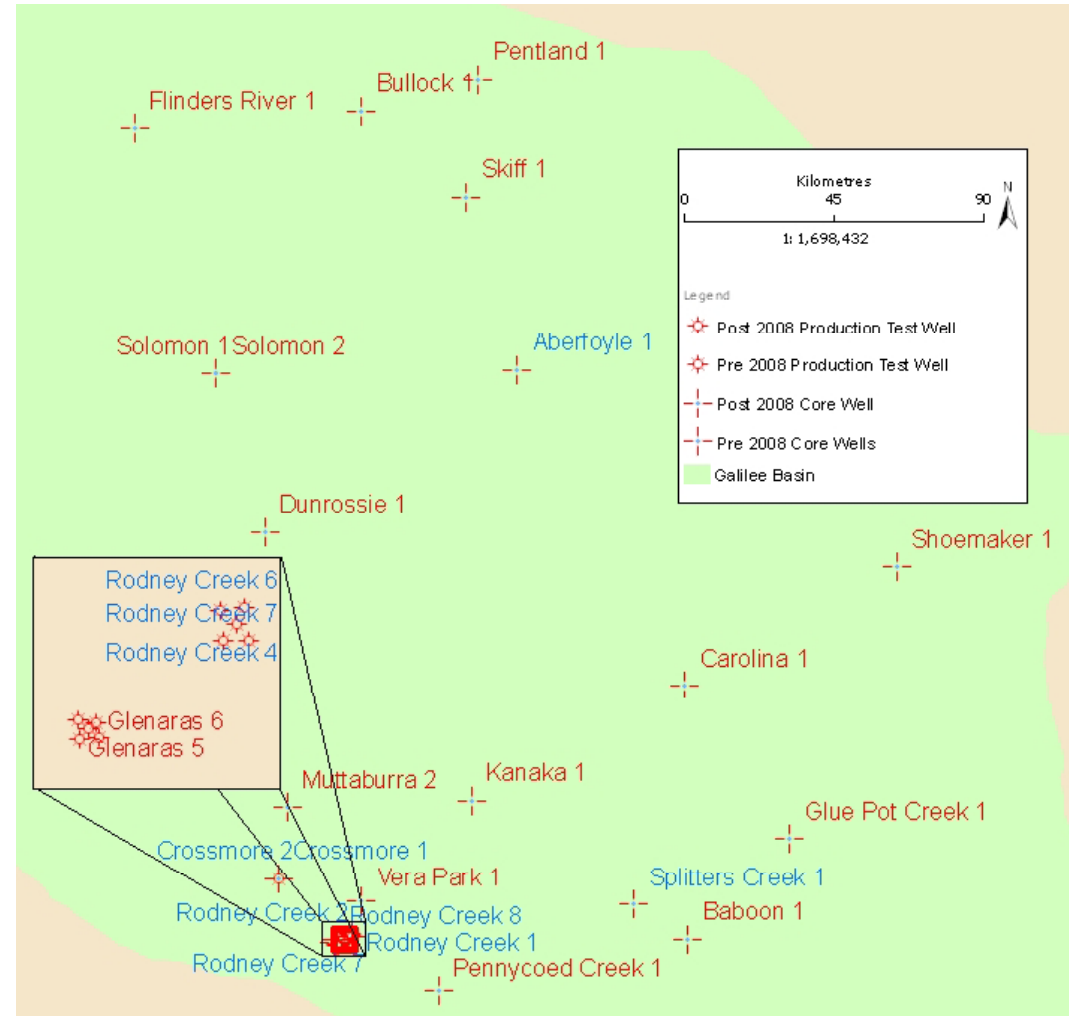 Pentland 1
Bullock 1
Flinders River 1
Skiff 1
Kilometres
0 45 90
N
1: 1,698,432
Legend
Post 2008 Production Test Well
Pre 2008 Production Test Well
Post 2008 Core Well
Pre 2008 Core Wells
Galilee Basin
Solomon 1 Solomon 2
Aberfoyle 1
Dunrossie 1
Shoemaker 1
Rodney Creek 6
Rodney Creek 7
Rodney Creek 4
Glenaras 6
Glenaras 5
Carolina 1
Muttaburra 2
Kanaka 1
Glue Pot Creek 1
Crossmore 2 Crossmore 1
Vera Park 1
Splitters Creek 1
Rodney Creek 2 Rodney Creek 8
Baboon 1
Rodney Creek 1
Rodney Creek 7
Pennycoed Creek 1